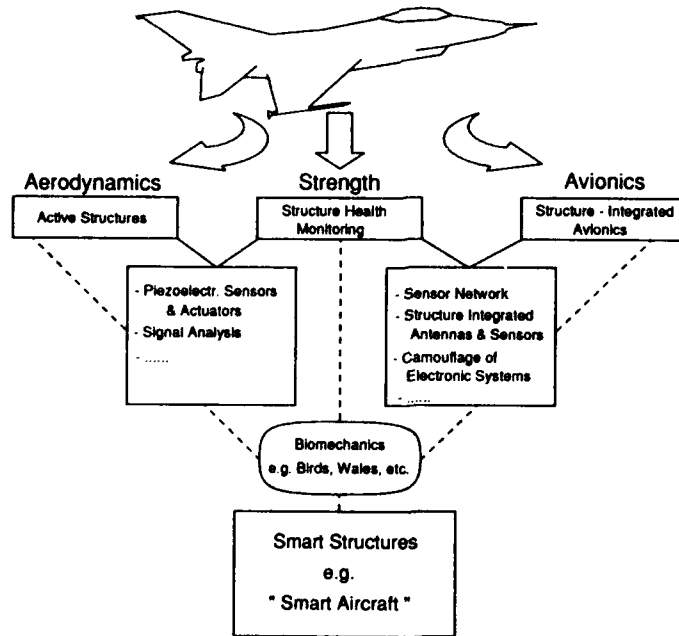 Aerodynamics
Strength
Avionics
Active Structures
Structure Health
Monitoring
Structure - Integrated
Avionics
- Piezoelectr. Sensors
& Actuators
- Signal Analysis
- ......
- Sensor Network
- Structure Integrated
Antennas & Sensors
- Camouflage of
Electronic Systems
- ......
Biomechanics
e.g. Birds, Wales, etc.
Smart Structures
e.g.
" Smart Aircraft "